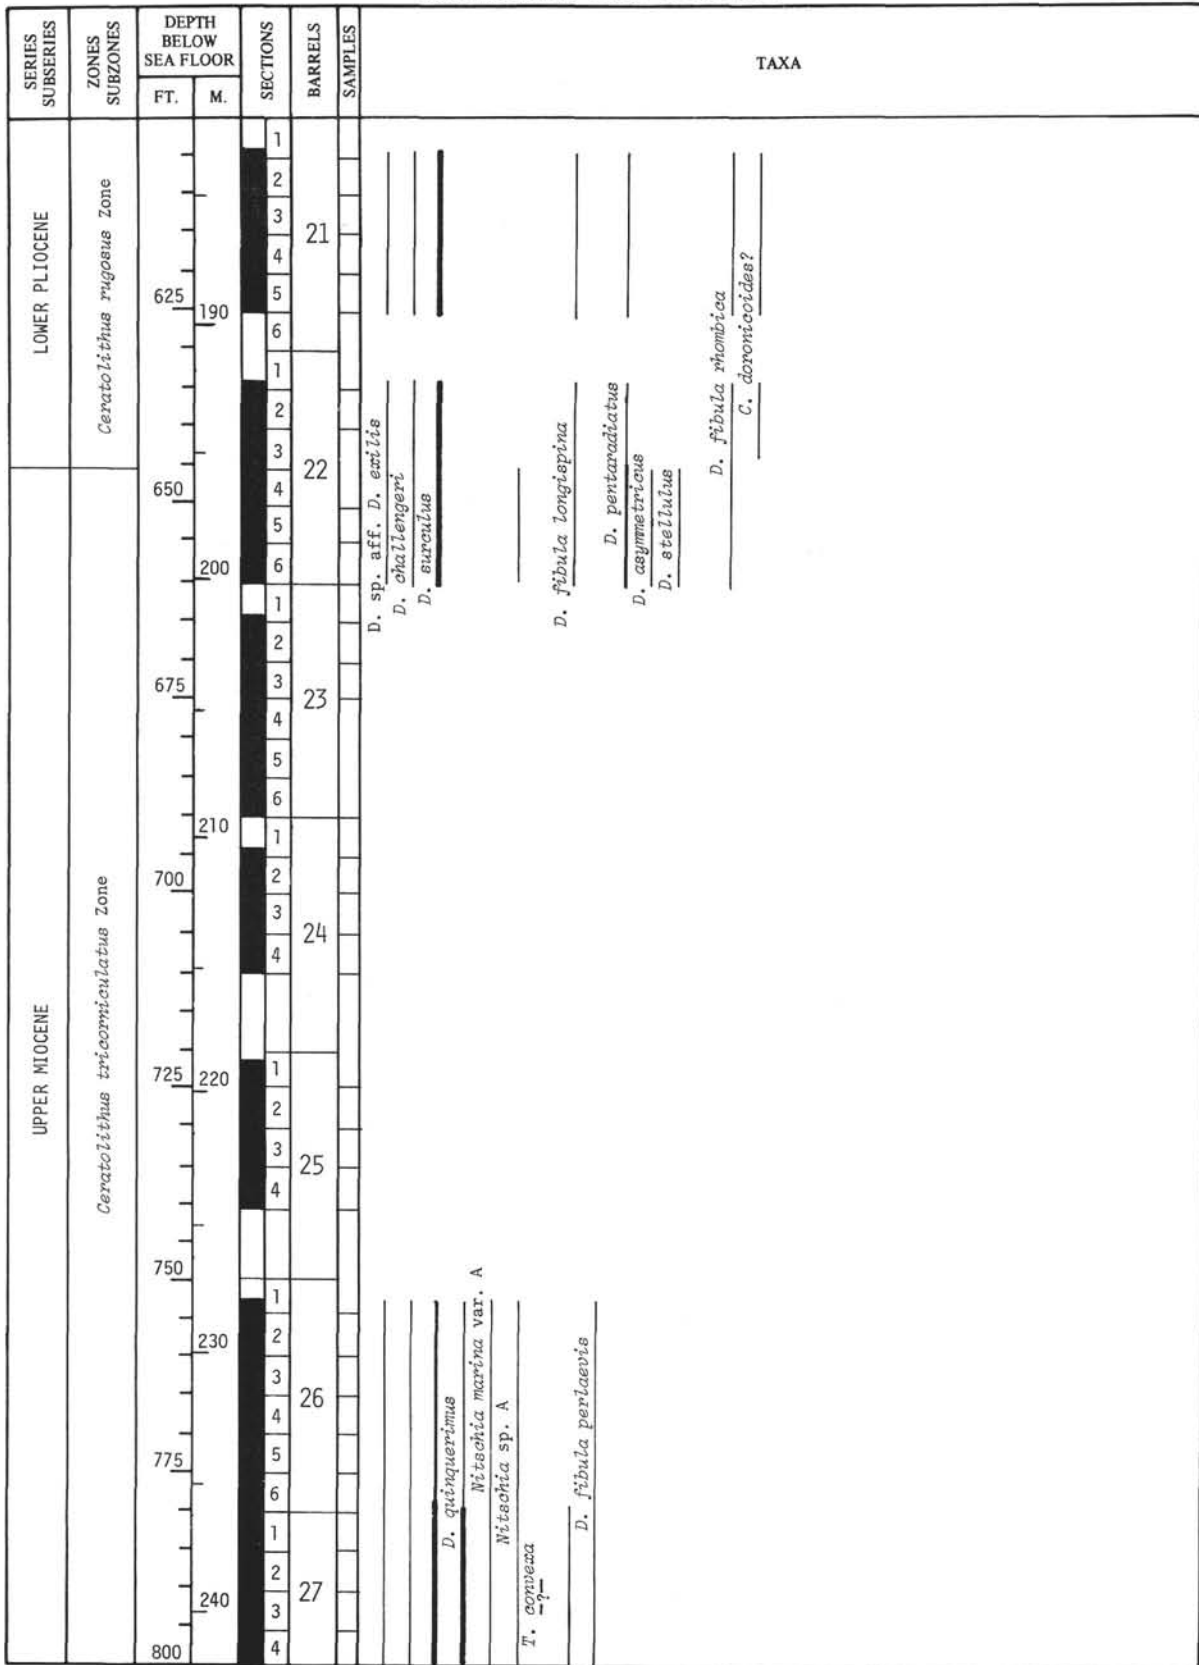 SERIES
SUBSERIES
ZONES
SUBZONES
DEPTH
BELOW
SEA FLOOR
FT.
M.
SECTIONS
BARRELS
SAMPLES
TAXA
LOWER PLIOCENE
UPPER MIOCENE
Ceratolithus rugosus Zone
Ceratolithus tricorniculatus Zone
625
650
675
700
725
750
775
800
190
200
210
220
230
240
1
2
3
4
5
6
1
2
3
4
5
6
1
2
3
4
5
6
1
2
3
4
1
2
3
4
1
2
3
4
5
6
1
2
3
4
21
22
23
24
25
26
27
D. sp. aff. D. exilis
D. challengeri
D. surculus
D. fibula longispina
D. pentaradiatus
D. asymmetricus
D. stellulus
D. fibula rhombica
C. doronicoides?
D. quinquerimus
Nitschia marina var. A
Nitschia sp. A
T. convexa
—?—
D. fibula perlaevis